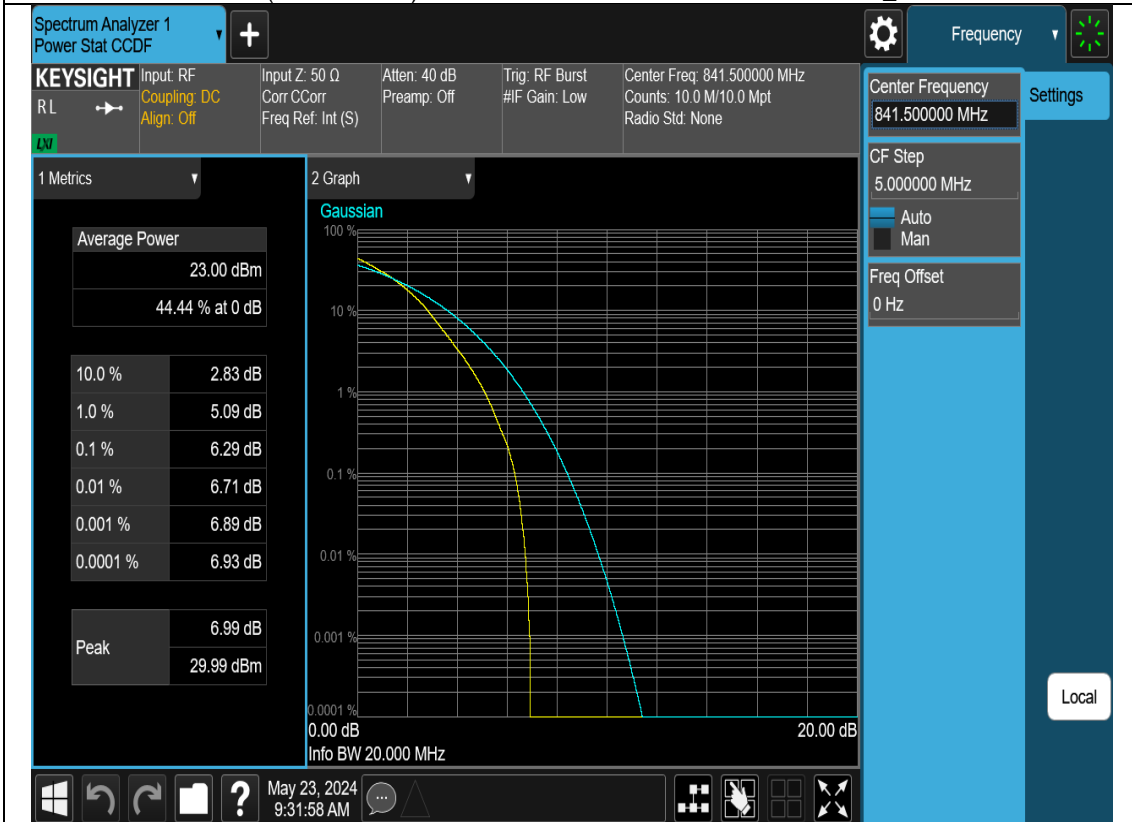 Spectrum Analyzer 1
Power Stat CCDF
+
Frequency
KEYSIGHT
RL
LXI
Input: RF
Coupling: DC
Align: Off
Input Z: 50 Ω
Corr CCorr
Freq Ref: Int (S)
Atten: 40 dB
Preamp: Off
Trig: RF Burst
#IF Gain: Low
Center Freq: 841.500000 MHz
Counts: 10.0 M/10.0 Mpt
Radio Std: None
Center Frequency
841.500000 MHz
Settings
CF Step
5.000000 MHz
Auto
Man
Freq Offset
0 Hz
Local
1 Metrics
Average Power
23.00 dBm
44.44 % at 0 dB
10.0 % 2.83 dB
1.0 % 5.09 dB
0.1 % 6.29 dB
0.01 % 6.71 dB
0.001 % 6.89 dB
0.0001 % 6.93 dB
Peak 6.99 dB
29.99 dBm
2 Graph
Gaussian
100 %
10 %
1 %
0.1 %
0.01 %
0.001 %
0.0001 %
0.00 dB 20.00 dB
Info BW 20.000 MHz
?
May 23, 2024
9:31:58 AM